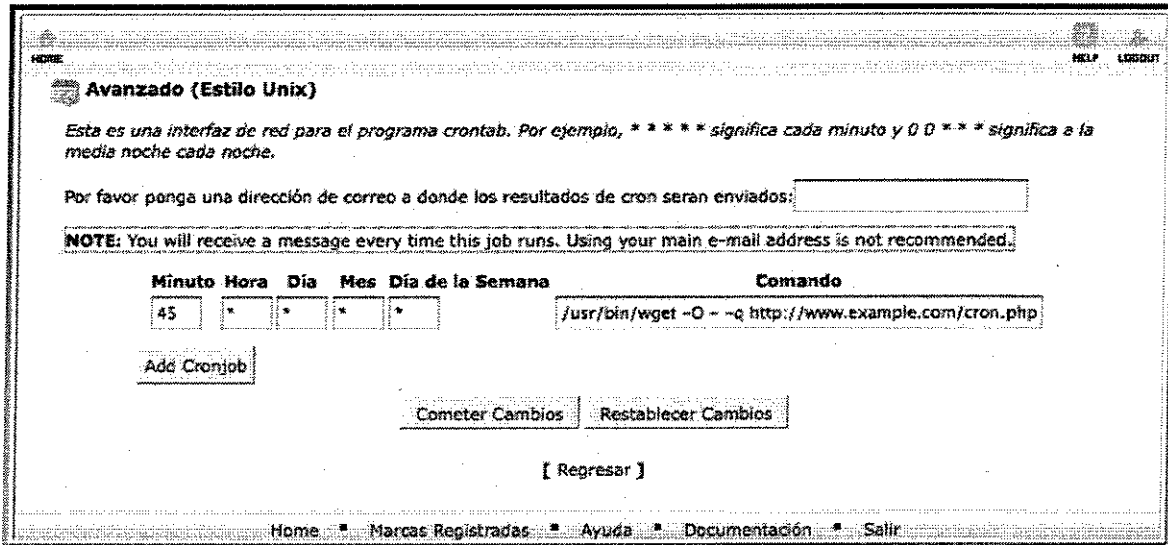 HOME
HELP LOGOUT
Avanzado (Estilo Unix)
Esta es una interfaz de red para el programa crontab. Por ejemplo, * * * * * significa cada minuto y 0 0 * * * significa a la
media noche cada noche.
Por favor ponga una dirección de correo a donde los resultados de cron seran enviados:
NOTE: You will receive a message every time this job runs. Using your main e-mail address is not recommended.
Minuto Hora Día Mes Día de la Semana Comando
45 * * * * /usr/bin/wget -O - -q http://www.example.com/cron.php
Add Cronjob
Cometer Cambios Restablecer Cambios
[ Regresar ]
Home ▪ Marcas Registradas ▪ Ayuda ▪ Documentación ▪ Salir